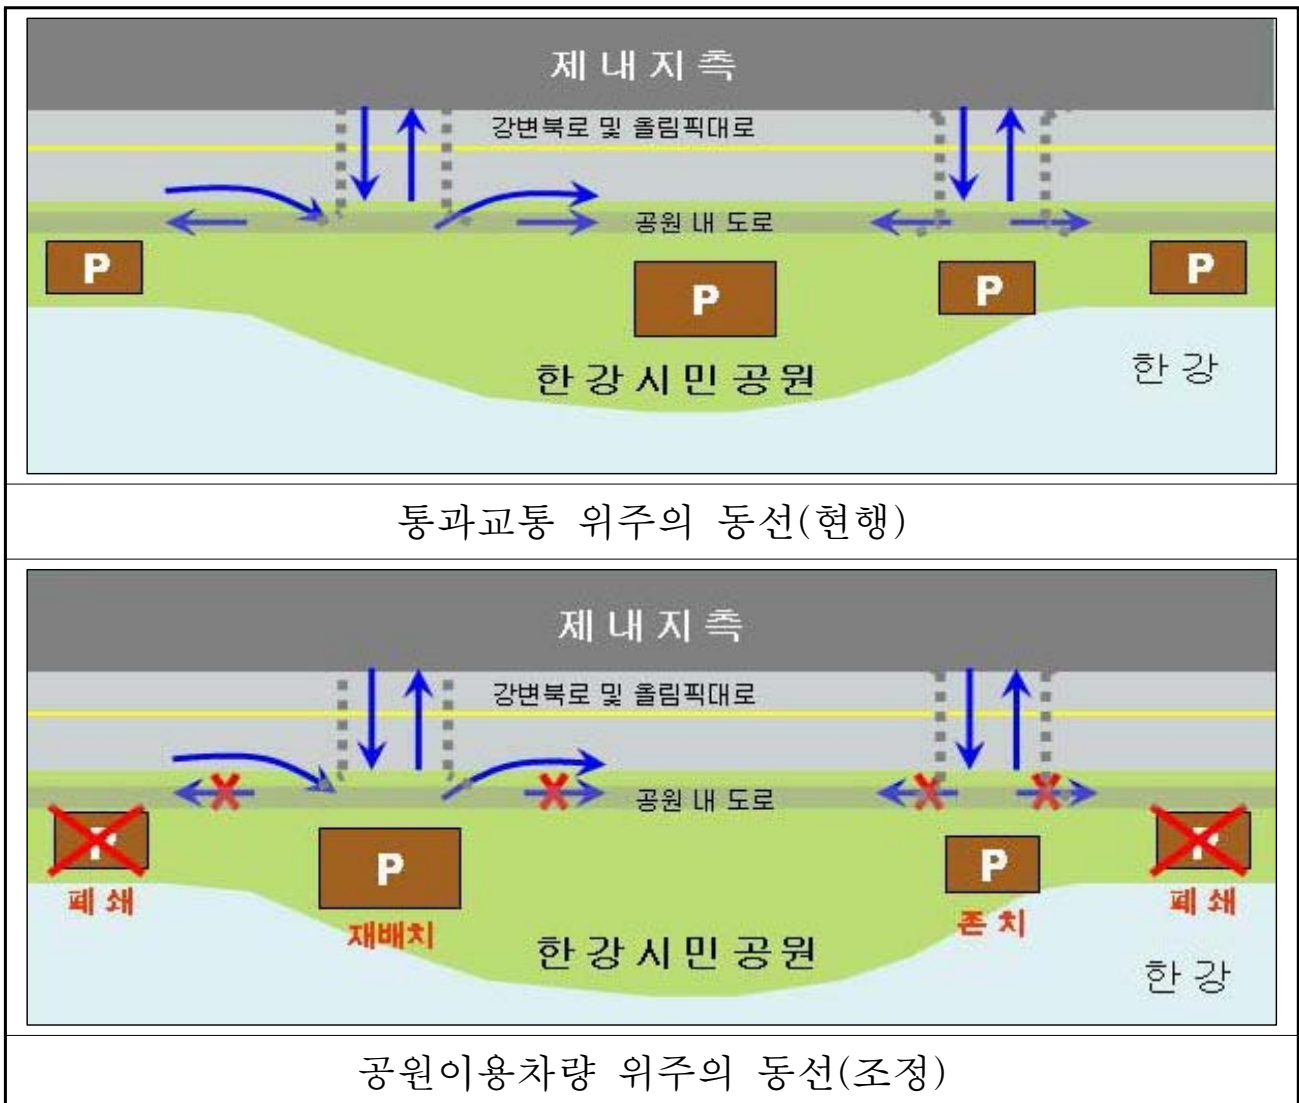 제내지측
강변북로 및 올림픽대로
공원 내 도로
P
P
P
P
한강시민공원
한강
통과교통 위주의 동선(현행)
제내지측
강변북로 및 올림픽대로
공원 내 도로
P
P
P
P
폐쇄
재배치
존치
폐쇄
한강시민공원
한강
공원이용차량 위주의 동선(조정)